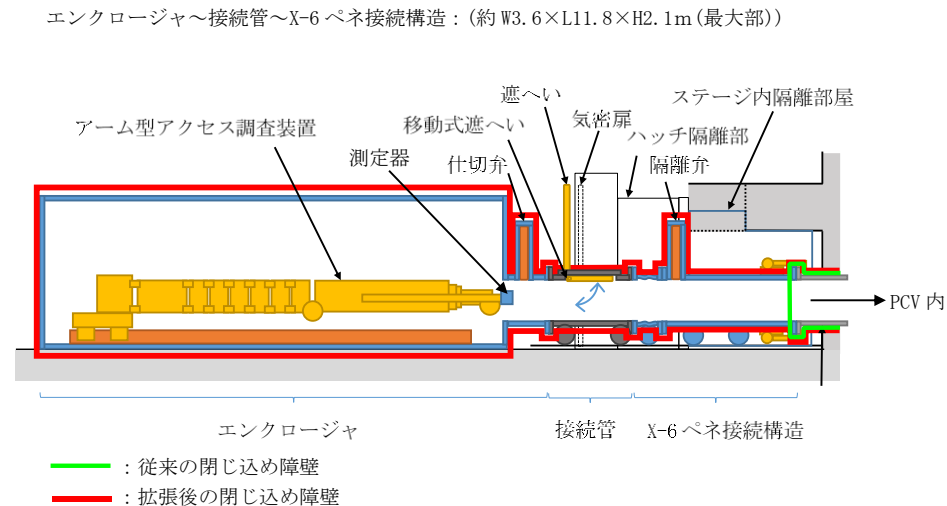 エンクロージャ～接続管～X-6 ペネ接続構造：(約 W3.6×L11.8×H2.1m(最大部))
遮へい
ステージ内隔離部屋
アーム型アクセス調査装置
移動式遮へい
気密扉
ハッチ隔離部
測定器
仕切弁
隔離弁
PCV 内
エンクロージャ
接続管
X-6 ペネ接続構造
：従来の閉じ込め障壁
：拡張後の閉じ込め障壁